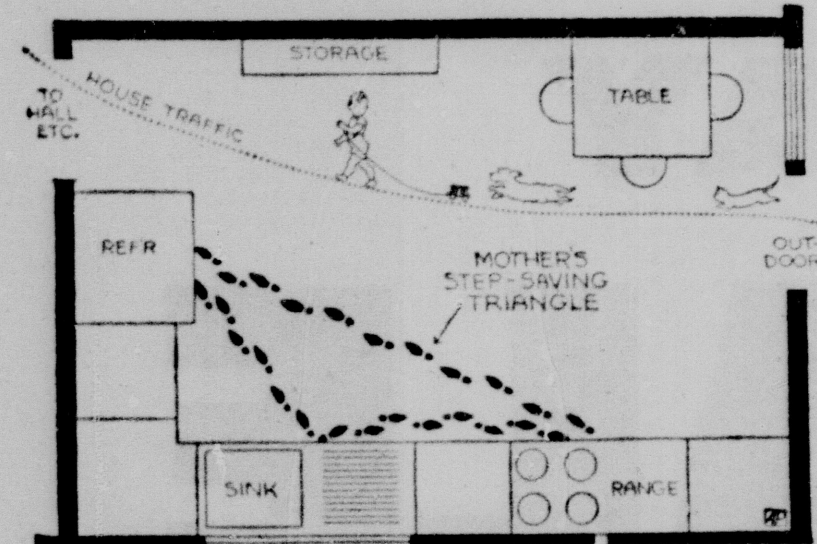 STORAGE
TABLE
HOUSE TRAFFIC
TO
HALL
ETC.
REFR
MOTHER'S
STEP-SAVING
TRIANGLE
OUT-
DOOR
SINK
RANGE